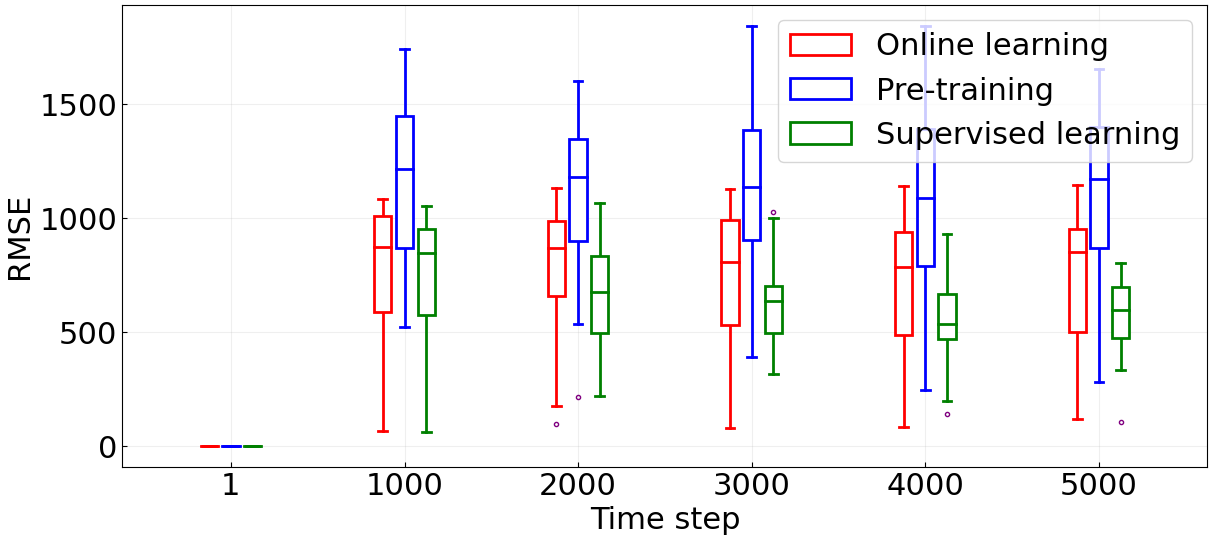 Online learning
Pre-training
Supervised learning
RMSE
1500
1000
500
0
1 1000 2000 3000 4000 5000
Time step